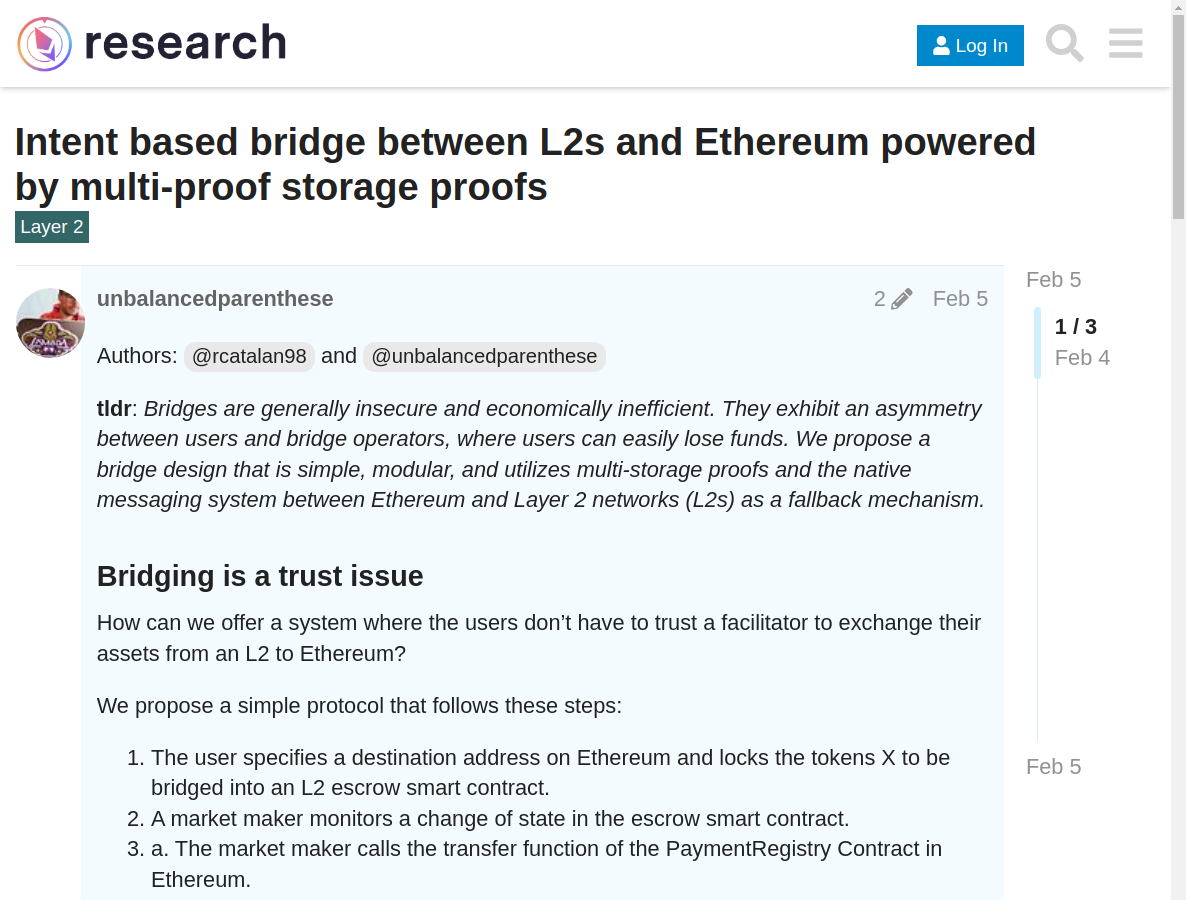 research
Log In
Intent based bridge between L2s and Ethereum powered
by multi-proof storage proofs
Layer 2
unbalancedparenthese
2
Feb 5
Authors: @rcatalan98 and @unbalancedparenthese
tldr: Bridges are generally insecure and economically inefficient. They exhibit an asymmetry
between users and bridge operators, where users can easily lose funds. We propose a
bridge design that is simple, modular, and utilizes multi-storage proofs and the native
messaging system between Ethereum and Layer 2 networks (L2s) as a fallback mechanism.
Bridging is a trust issue
How can we offer a system where the users don’t have to trust a facilitator to exchange their
assets from an L2 to Ethereum?
We propose a simple protocol that follows these steps:
1. The user specifies a destination address on Ethereum and locks the tokens X to be
bridged into an L2 escrow smart contract.
2. A market maker monitors a change of state in the escrow smart contract.
3. a. The market maker calls the transfer function of the PaymentRegistry Contract in
Ethereum.
Feb 5
1 / 3
Feb 4
Feb 5